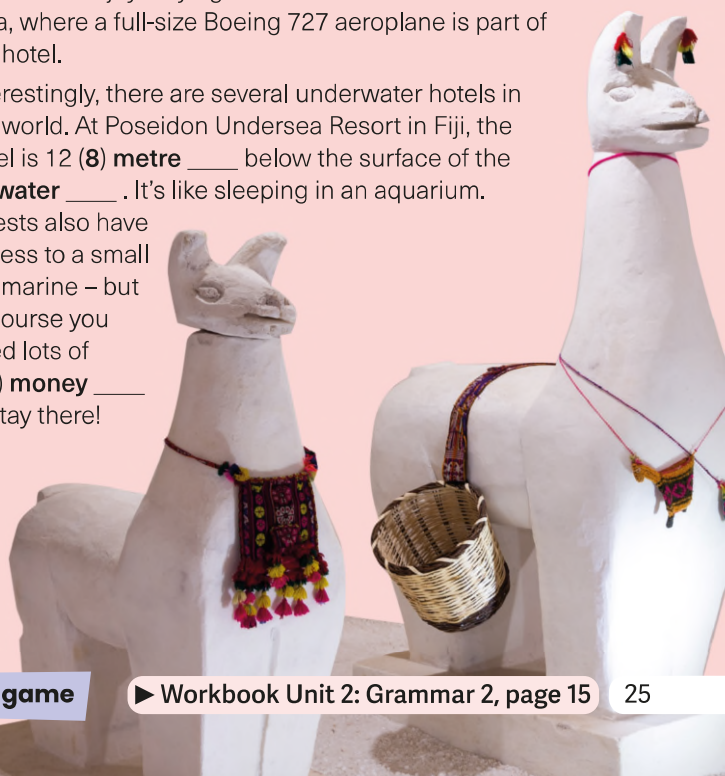 a, where a full-size Boeing 727 aeroplane is part of
hotel.
erestingly, there are several underwater hotels in
world. At Poseidon Undersea Resort in Fiji, the
el is 12 (8) metre ____ below the surface of the
water ____ . It's like sleeping in an aquarium.
ests also have
ess to a small
marine – but
ourse you
ed lots of
) money ____
tay there!
game
▶ Workbook Unit 2: Grammar 2, page 15
25